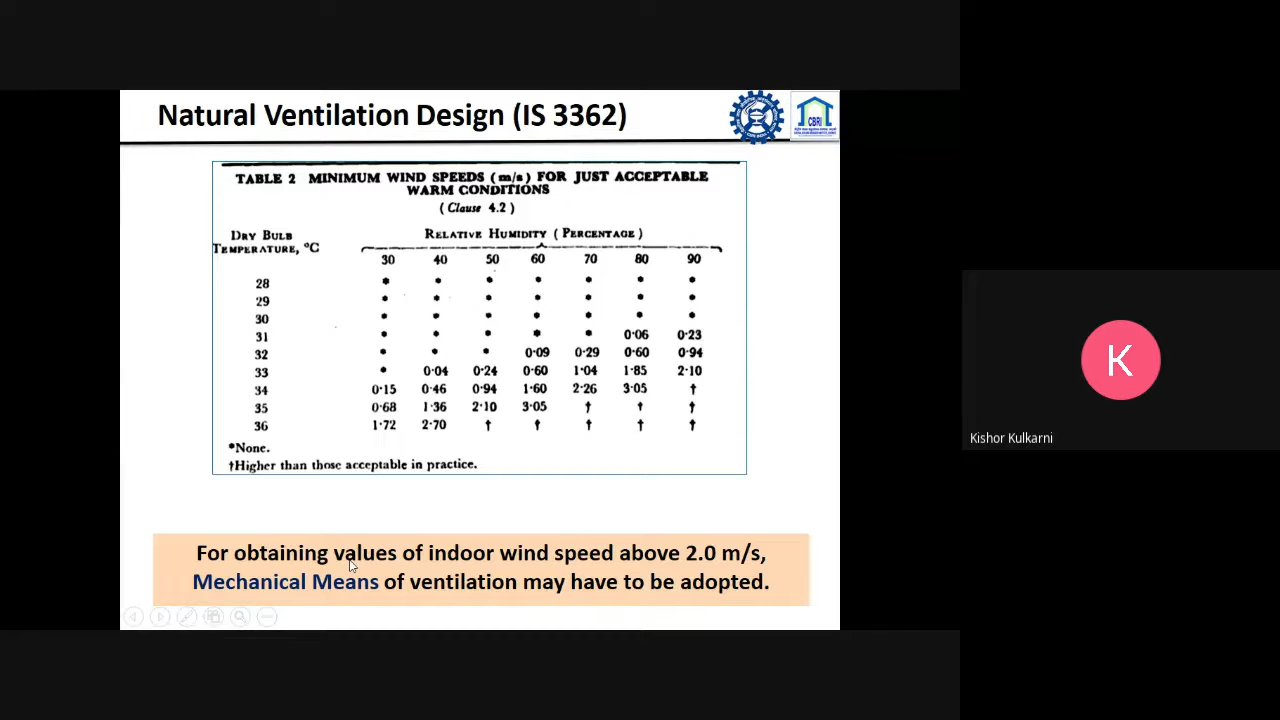 Natural Ventilation Design (IS 3362)
CBRI
TABLE 2 MINIMUM WIND SPEEDS (m/s) FOR JUST ACCEPTABLE
WARM CONDITIONS
(Clause 4.2)
DRY BULB
TEMPERATURE, °C
RELATIVE HUMIDITY (PERCENTAGE)
30 40 50 60 70 80 90
28 * * * * * * *
29 * * * * * * *
30 * * * * * * *
31 * * * * * 0·06 0·23
32 * * * 0·09 0·29 0·60 0·94
33 * 0·04 0·24 0·60 1·04 1·85 2·10
34 0·15 0·46 0·94 1·60 2·26 3·05 †
35 0·68 1·36 2·10 3·05 † † †
36 1·72 2·70 † † † † †
*None.
†Higher than those acceptable in practice.
For obtaining values of indoor wind speed above 2.0 m/s,
Mechanical Means of ventilation may have to be adopted.
K
Kishor Kulkarni